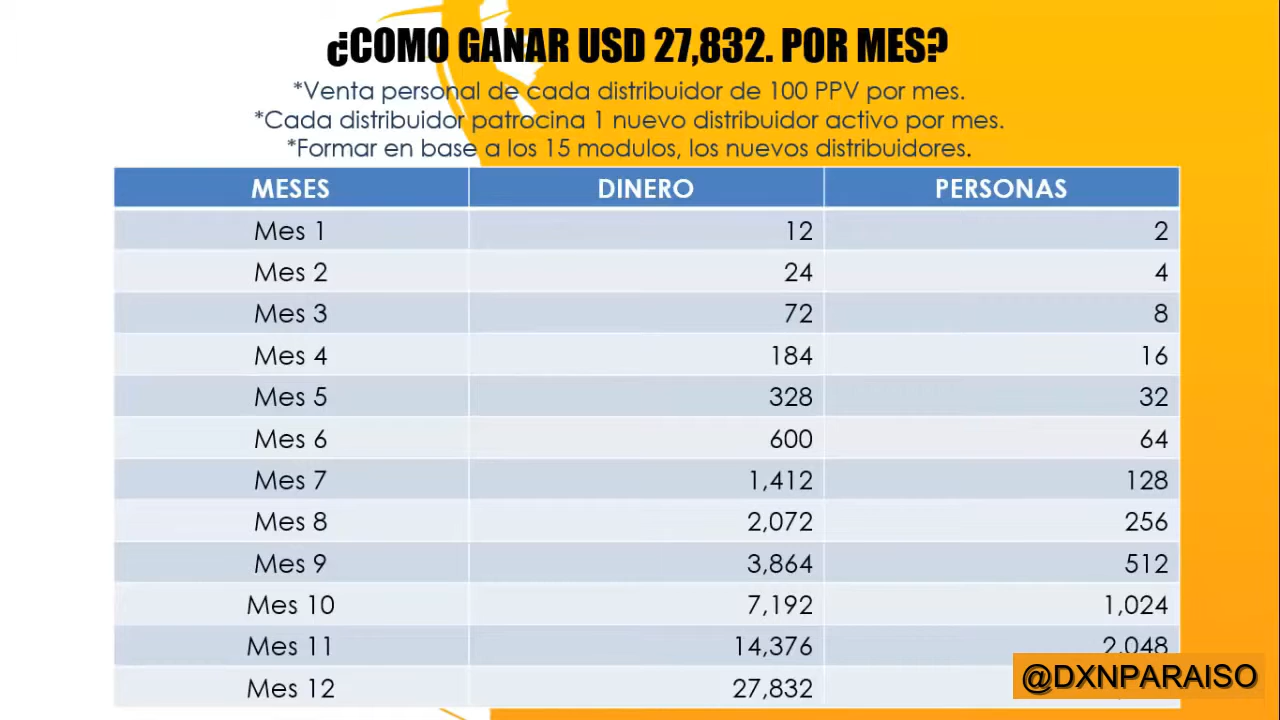 ¿COMO GANAR USD 27,832. POR MES?
*Venta personal de cada distribuidor de 100 PPV por mes.
*Cada distribuidor patrocina 1 nuevo distribuidor activo por mes.
*Formar en base a los 15 modulos, los nuevos distribuidores.
MESES DINERO PERSONAS
Mes 1 12 2
Mes 2 24 4
Mes 3 72 8
Mes 4 184 16
Mes 5 328 32
Mes 6 600 64
Mes 7 1,412 128
Mes 8 2,072 256
Mes 9 3,864 512
Mes 10 7,192 1,024
Mes 11 14,376 2,048
Mes 12 27,832
@DXNPARAISO